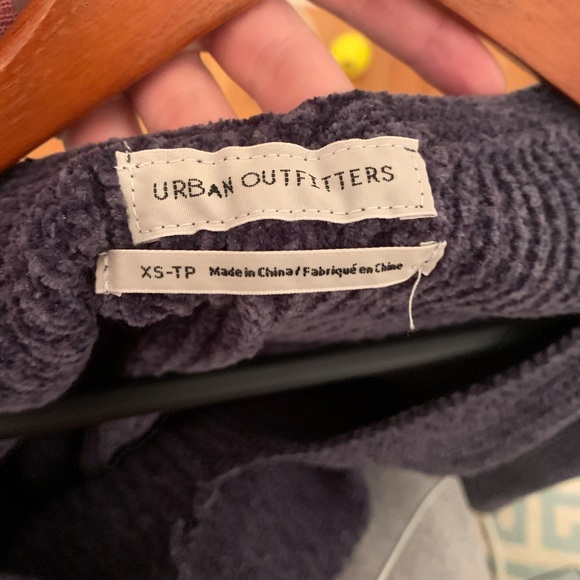 URBAN OUTFITTERS
XS-TP Made in China / Fabriqué en Chine